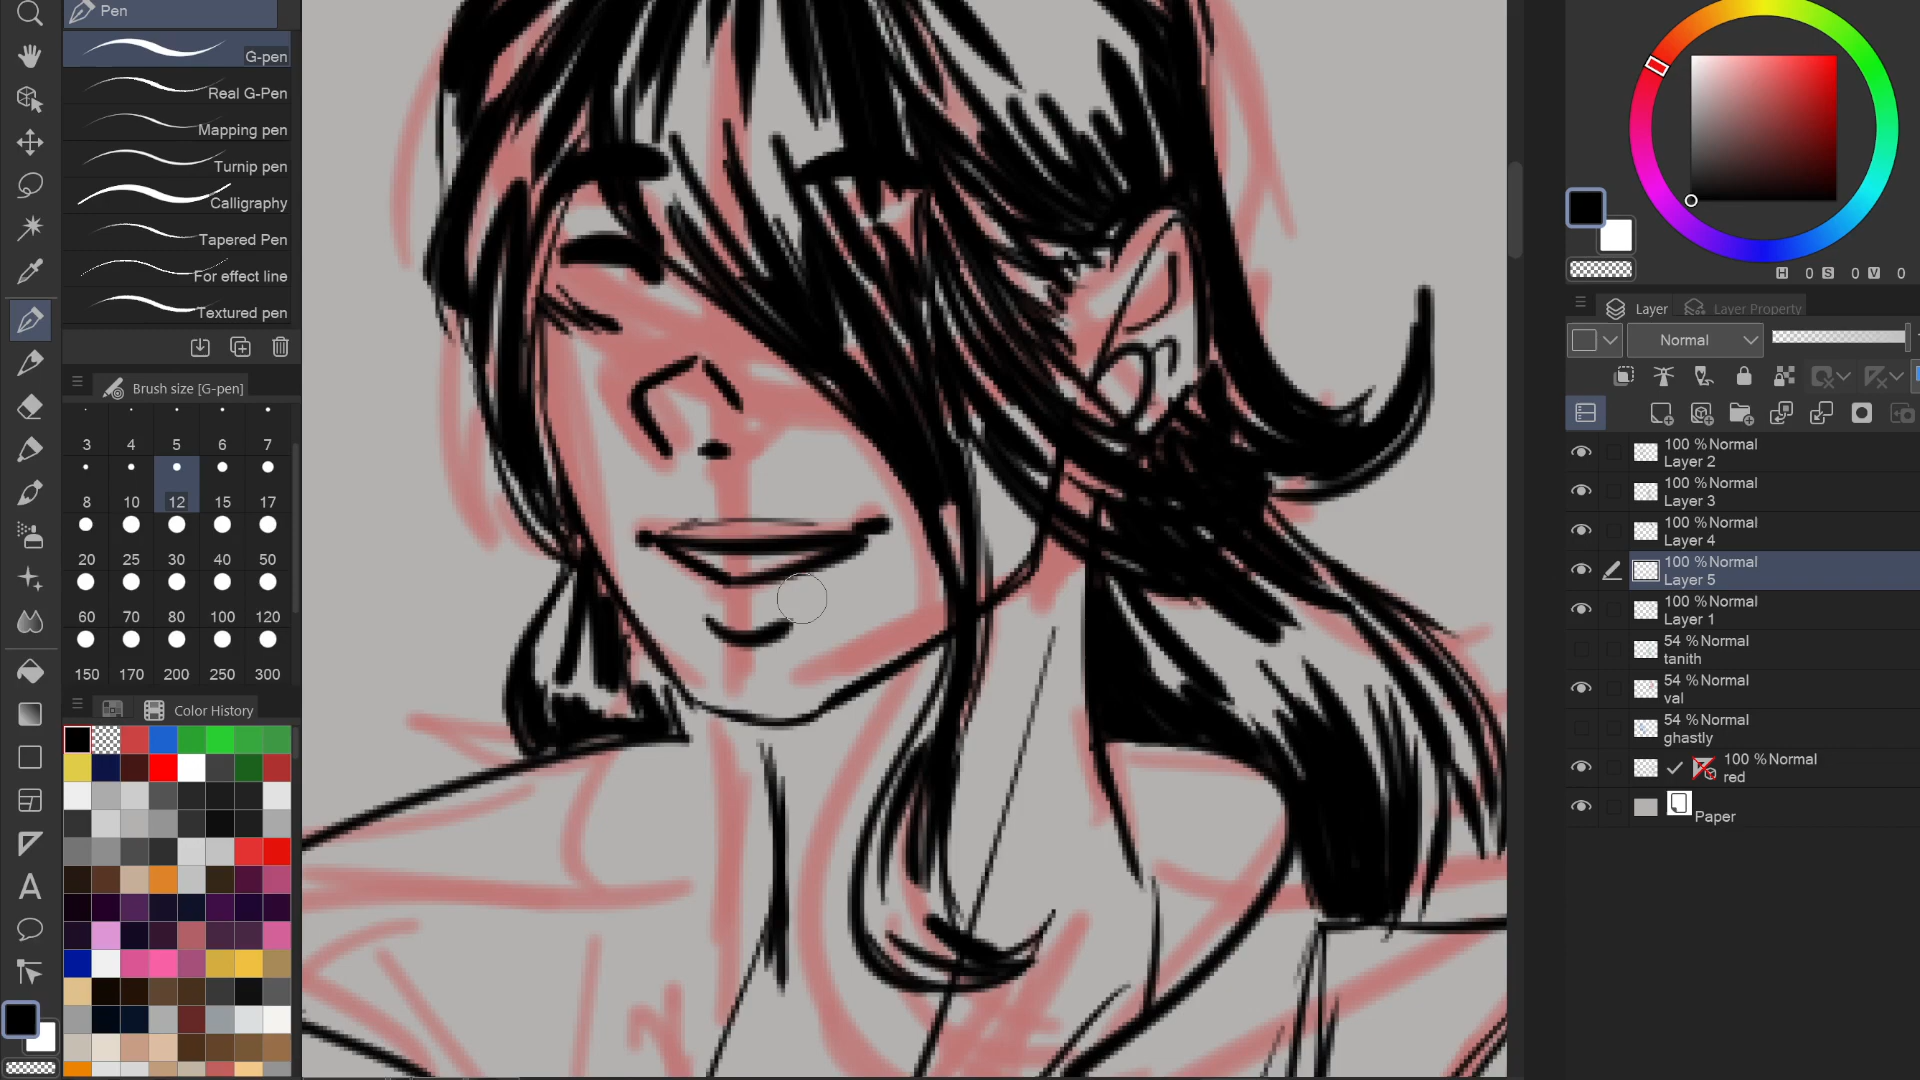 Pen
G-pen
Real G-Pen
Mapping pen
Turnip pen
Calligraphy
Tapered Pen
For effect line
Textured pen
Brush size [G-pen]
3 4 5 6 7
8 10 12 15 17
20 25 30 40 50
60 70 80 100 120
150 170 200 250 300
Color History
H 0 S 0 V 0
Layer Layer Property
Normal
100 % Normal
Layer 2
100 % Normal
Layer 3
100 % Normal
Layer 4
100 % Normal
Layer 5
100 % Normal
Layer 1
54 % Normal
tanith
54 % Normal
val
54 % Normal
ghastly
100 % Normal
red
Paper